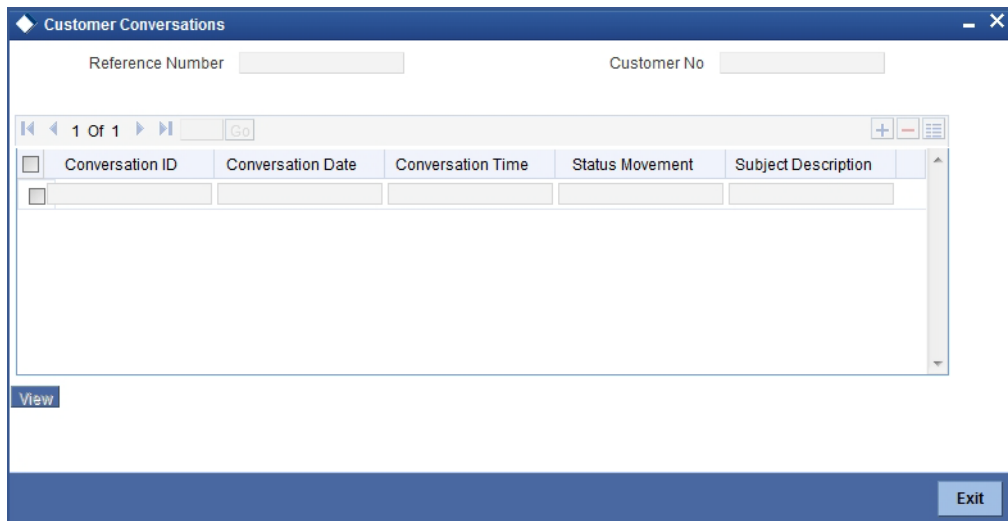 Customer Conversations
Reference Number Customer No
1 Of 1 Go
Conversation ID Conversation Date Conversation Time Status Movement Subject Description
View
Exit